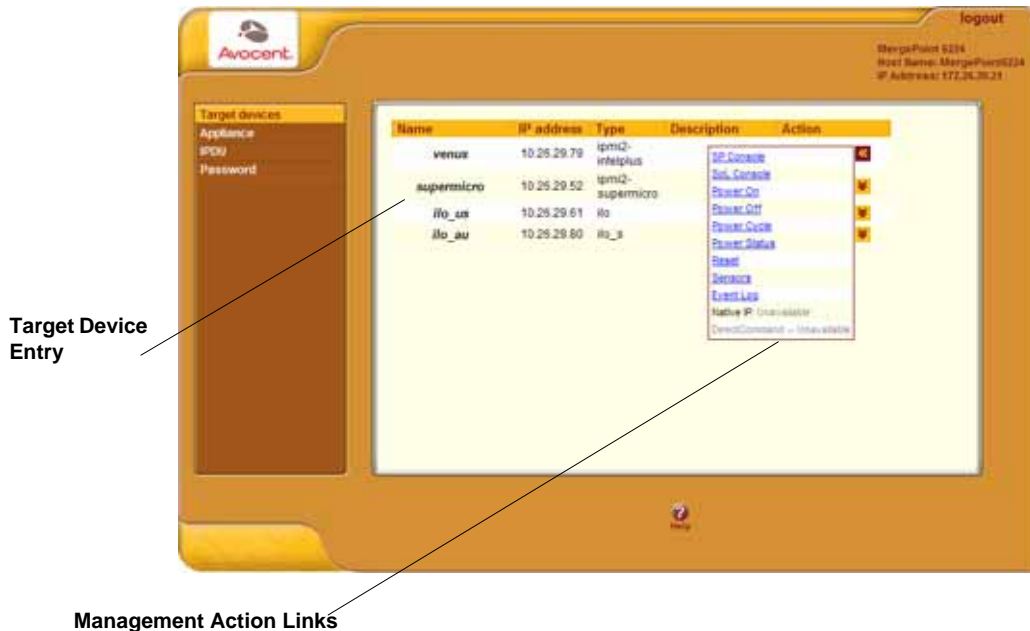 logout
Avocent.
MergePoint 5224
Host Name: MergePoint5224
IP Address: 172.26.30.21
Target devices
Appliance
IPDU
Password
Name IP address Type Description Action
venus 10.26.29.79 ipmi2-intelplus
supermicro 10.26.29.52 ipmi2-supermicro
ilo_us 10.26.29.61 ilo
ilo_au 10.26.29.80 ilo_s
SP Console
SoL Console
Power On
Power Off
Power Cycle
Power Status
Reset
Sensors
Event Log
Native IP: Unavailable
DirectCommand -- Unavailable
Target Device
Entry
Help
Management Action Links